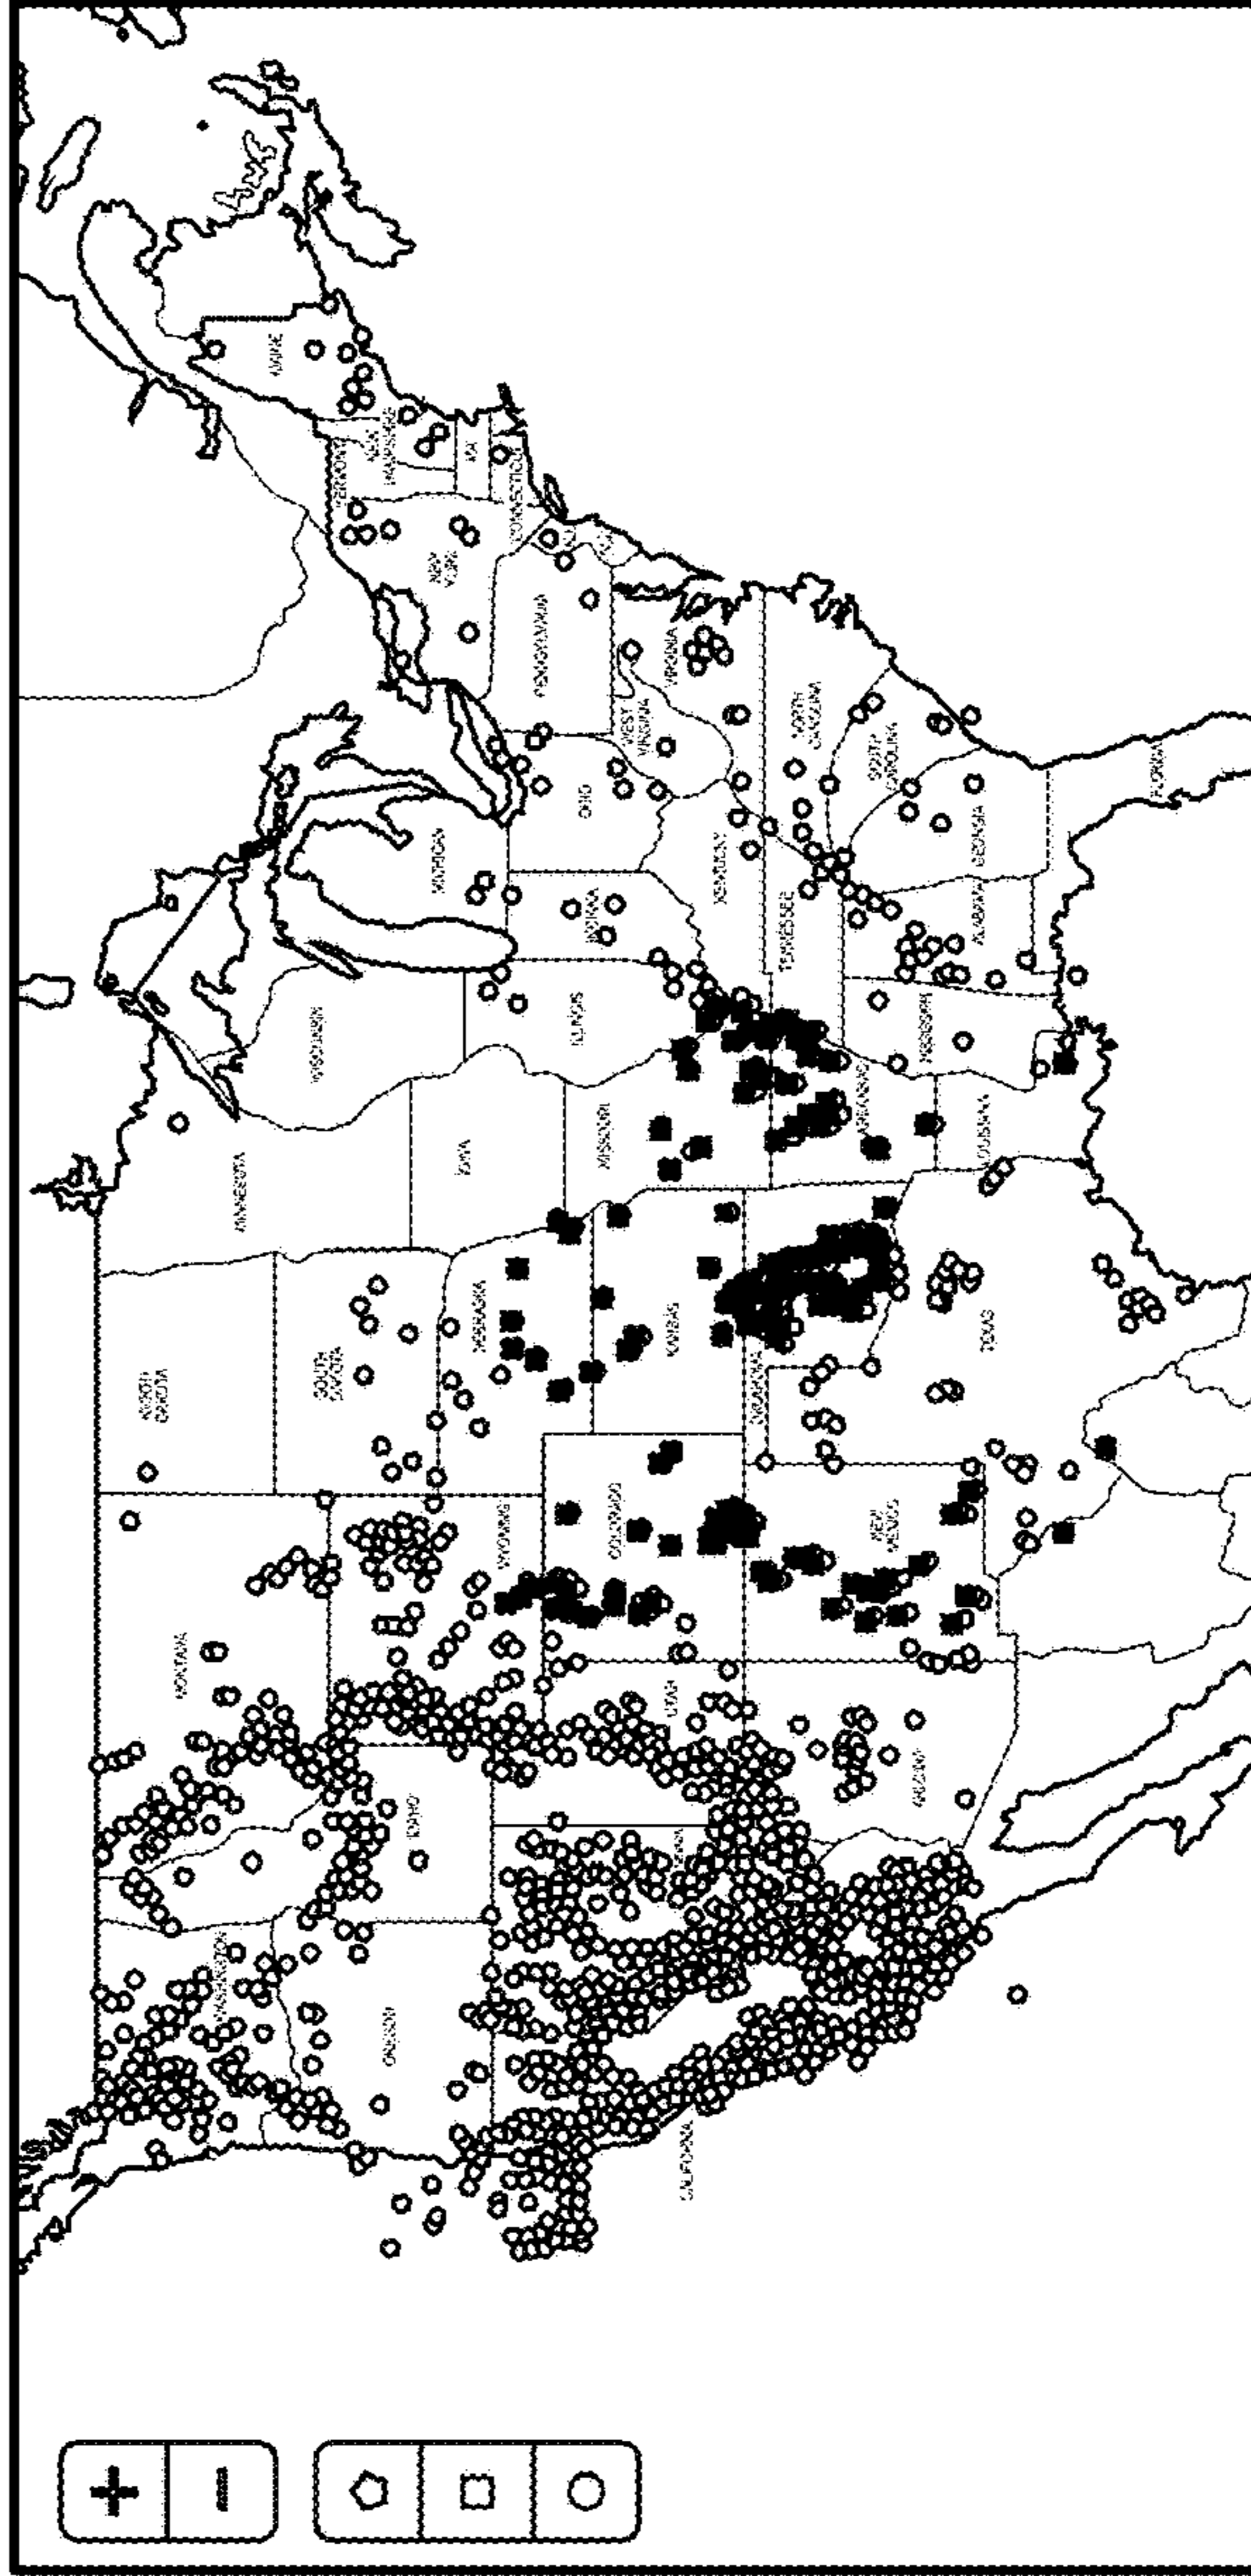 WASHINGTON
OREGON
CALIFORNIA
IDAHO
MONTANA
WYOMING
UTAH
ARIZONA
COLORADO
NEW
MEXICO
NORTH
DAKOTA
SOUTH
DAKOTA
NEBRASKA
KANSAS
OKLAHOMA
TEXAS
MINNESOTA
IOWA
MISSOURI
ARKANSAS
LOUISIANA
WISCONSIN
ILLINOIS
MISSISSIPPI
MICHIGAN
INDIANA
KENTUCKY
TENNESSEE
ALABAMA
OHIO
GEORGIA
FLORIDA
WEST
VIRGINIA
VIRGINIA
NORTH
CAROLINA
SOUTH
CAROLINA
PENNSYLVANIA
NEW
YORK
VERMONT
NEW
HAMPSHIRE
MA
CONNECTICUT
MAINE